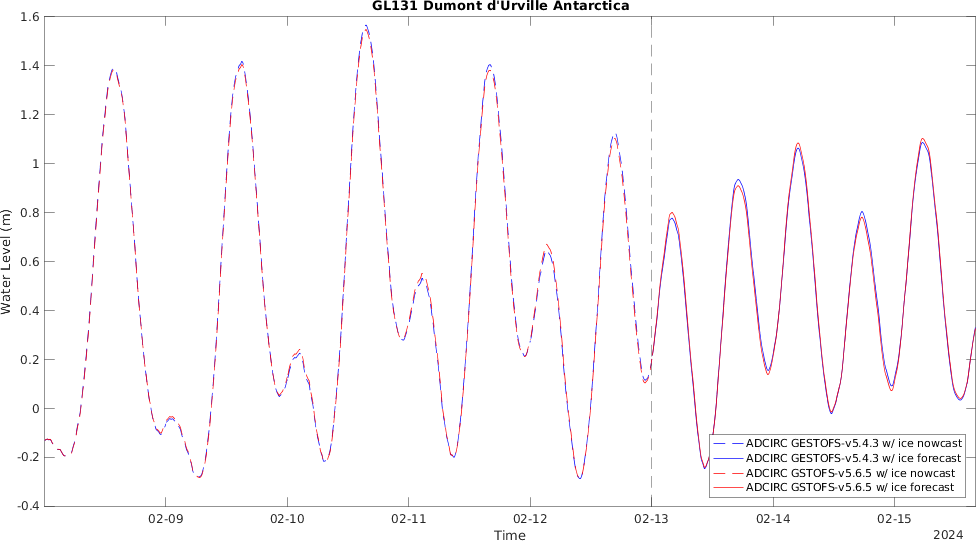 GL131 Dumont d'Urville Antarctica
1.6
1.4
1.2
1
0.8
0.6
0.4
0.2
0
-0.2
-0.4
Water Level (m)
02-09
02-10
02-11
02-12
02-13
02-14
02-15
Time
2024
ADCIRC GESTOFS-v5.4.3 w/ ice nowcast
ADCIRC GESTOFS-v5.4.3 w/ ice forecast
ADCIRC GSTOFS-v5.6.5 w/ ice nowcast
ADCIRC GSTOFS-v5.6.5 w/ ice forecast